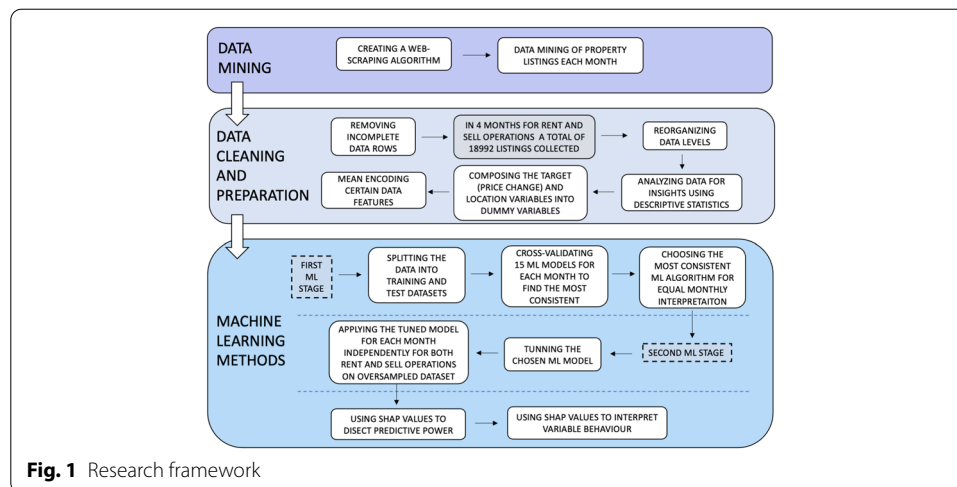 DATA
MINING
CREATING A WEB-
SCRAPING ALGORITHM
DATA MINING OF PROPERTY
LISTINGS EACH MONTH
DATA
CLEANING
AND
PREPARATION
REMOVING
INCOMPLETE
DATA ROWS
IN 4 MONTHS FOR RENT AND
SELL OPERATIONS A TOTAL OF
18992 LISTINGS COLLECTED
REORGANIZING
DATA LEVELS
ANALYZING DATA FOR
INSIGHTS USING
DESCRIPTIVE STATISTICS
COMPOSING THE TARGET
(PRICE CHANGE) AND
LOCATION VARIABLES INTO
DUMMY VARIABLES
MEAN ENCODING
CERTAIN DATA
FEATURES
MACHINE
LEARNING
METHODS
FIRST
ML
STAGE
SPLITTING THE
DATA INTO
TRAINING AND
TEST DATASETS
CROSS-VALIDATING
15 ML MODELS FOR
EACH MONTH TO
FIND THE MOST
CONSISTENT
CHOOSING THE
MOST CONSISTENT
ML ALGORITHM FOR
EQUAL MONTHLY
INTERPRETAITON
SECOND ML STAGE
TUNNING THE
CHOSEN ML MODEL
APPLYING THE TUNED MODEL
FOR EACH MONTH
INDEPENDENTLY FOR BOTH
RENT AND SELL OPERATIONS
ON OVERSAMPLED DATASET
USING SHAP VALUES TO
DISECT PREDICTIVE POWER
USING SHAP VALUES TO INTERPRET
VARIABLE BEHAVIOUR
Fig. 1 Research framework